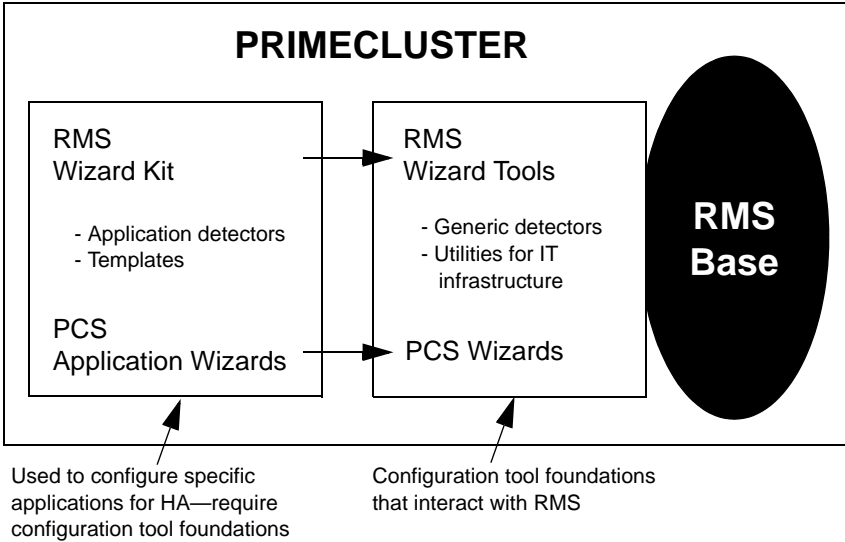 PRIMECLUSTER
RMS
Wizard Kit
- Application detectors
- Templates
PCS
Application Wizards
RMS
Wizard Tools
- Generic detectors
- Utilities for IT
infrastructure
PCS Wizards
RMS
Base
Used to configure specific
applications for HA—require
configuration tool foundations
Configuration tool foundations
that interact with RMS